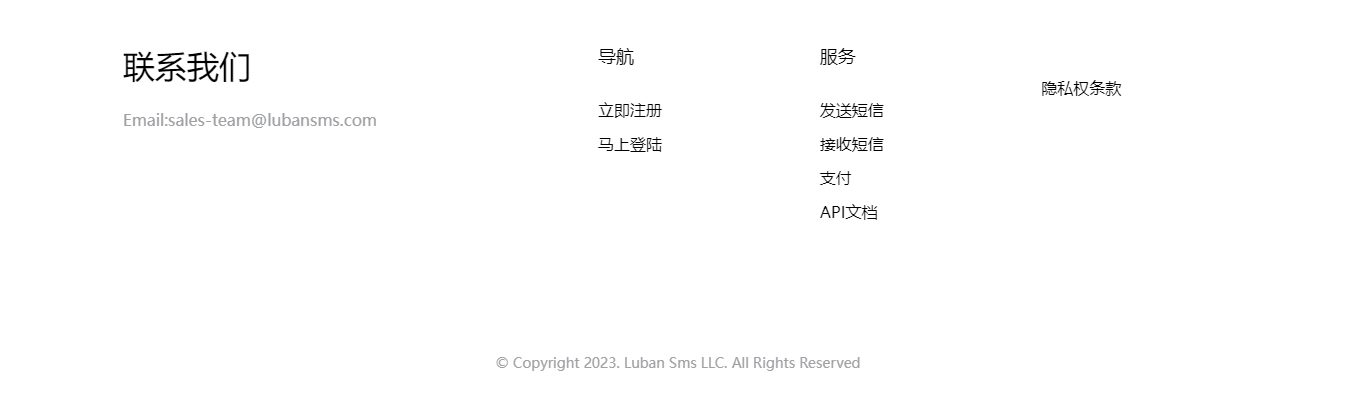 联系我们
Email:sales-team@lubansms.com
导航
立即注册
马上登陆
服务
发送短信
接收短信
支付
API文档
隐私权条款
© Copyright 2023. Luban Sms LLC. All Rights Reserved